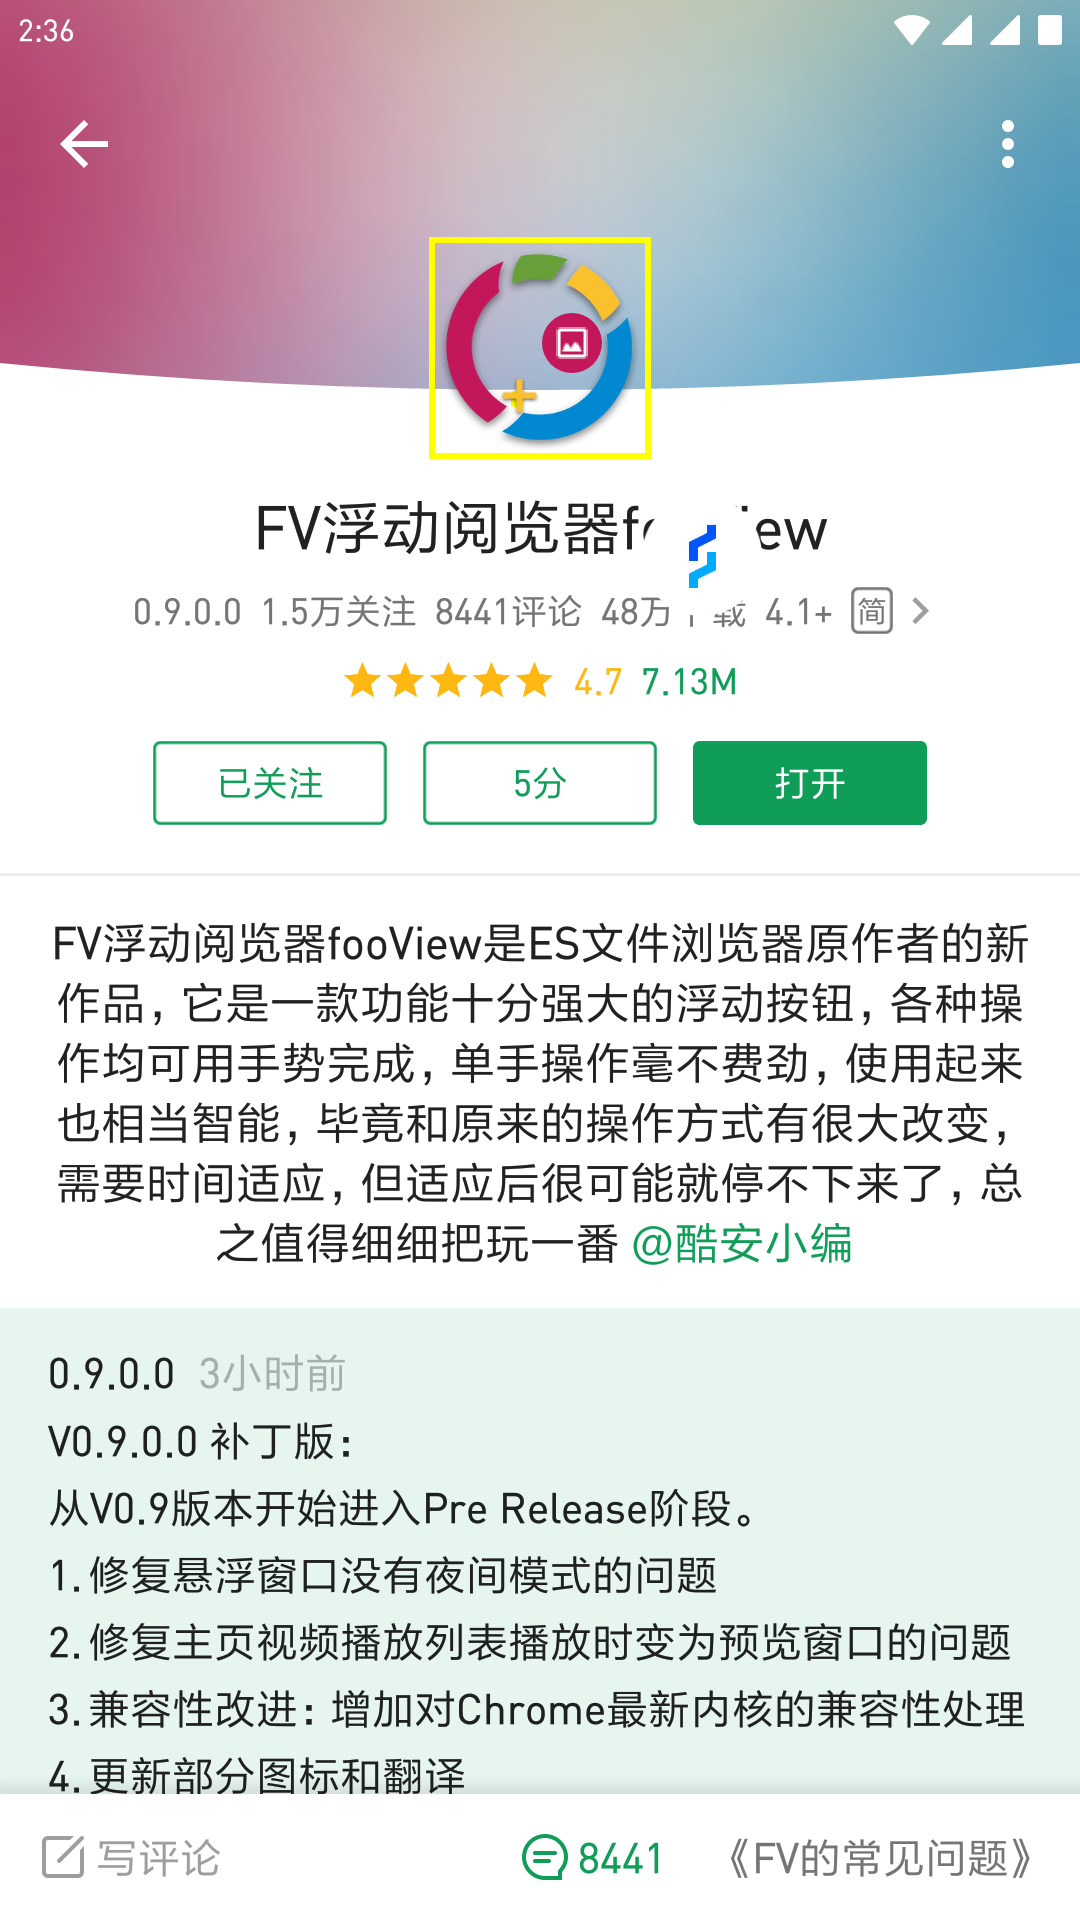 2:36
FV浮动阅览器
0.9.0.0 1.5万关注 8441评论 48万 4.1+ 简
4.7 7.13M
已关注 5分 打开
FV浮动阅览器fooView是ES文件浏览器原作者的新
作品，它是一款功能十分强大的浮动按钮，各种操
作均可用手势完成，单手操作毫不费劲，使用起来
也相当智能，毕竟和原来的操作方式有很大改变，
需要时间适应，但适应后很可能就停不下来了，总
之值得细细把玩一番 @酷安小编
0.9.0.0 3小时前
V0.9.0.0 补丁版：
从V0.9版本开始进入Pre Release阶段。
1. 修复悬浮窗口没有夜间模式的问题
2. 修复主页视频播放列表播放时变为预览窗口的问题
3. 兼容性改进：增加对Chrome最新内核的兼容性处理
4. 更新部分图标和翻译
写评论 8441 《FV的常见问题》